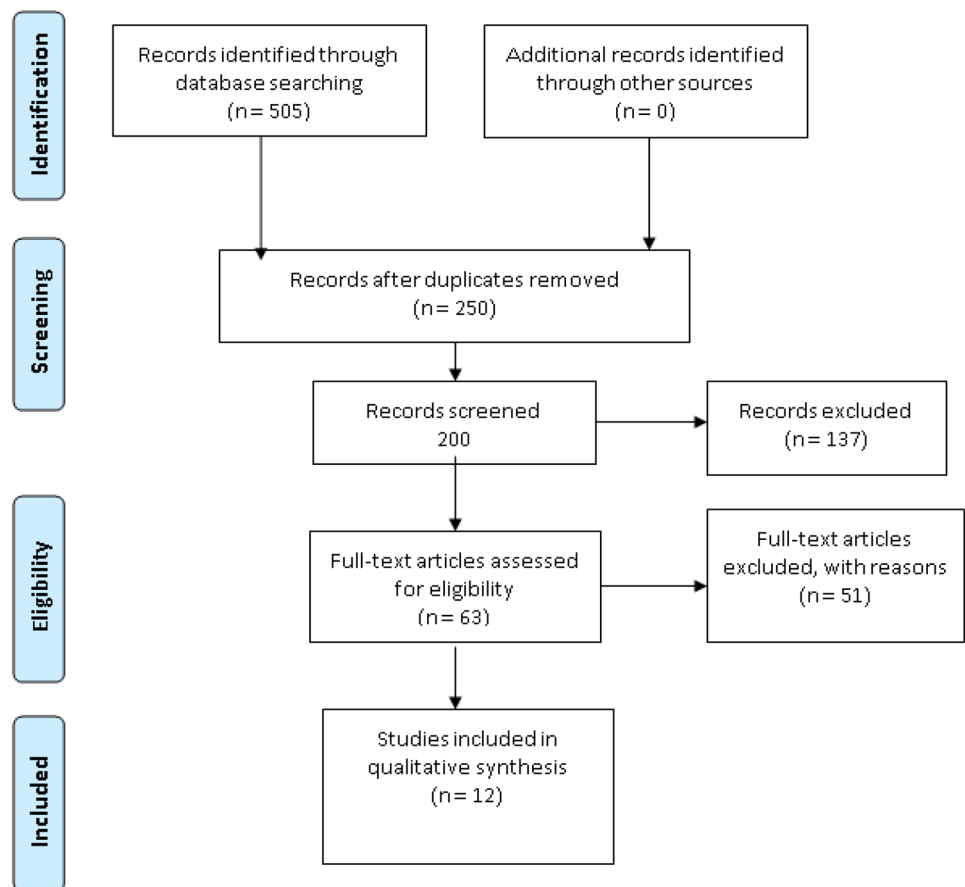 Identification
Records identified through
database searching
(n= 505)
Additional records identified
through other sources
(n= 0)
Screening
Records after duplicates removed
(n= 250)
Records screened
200
Records excluded
(n= 137)
Eligibility
Full-text articles assessed
for eligibility
(n= 63)
Full-text articles
excluded, with reasons
(n= 51)
Included
Studies included in
qualitative synthesis
(n= 12)